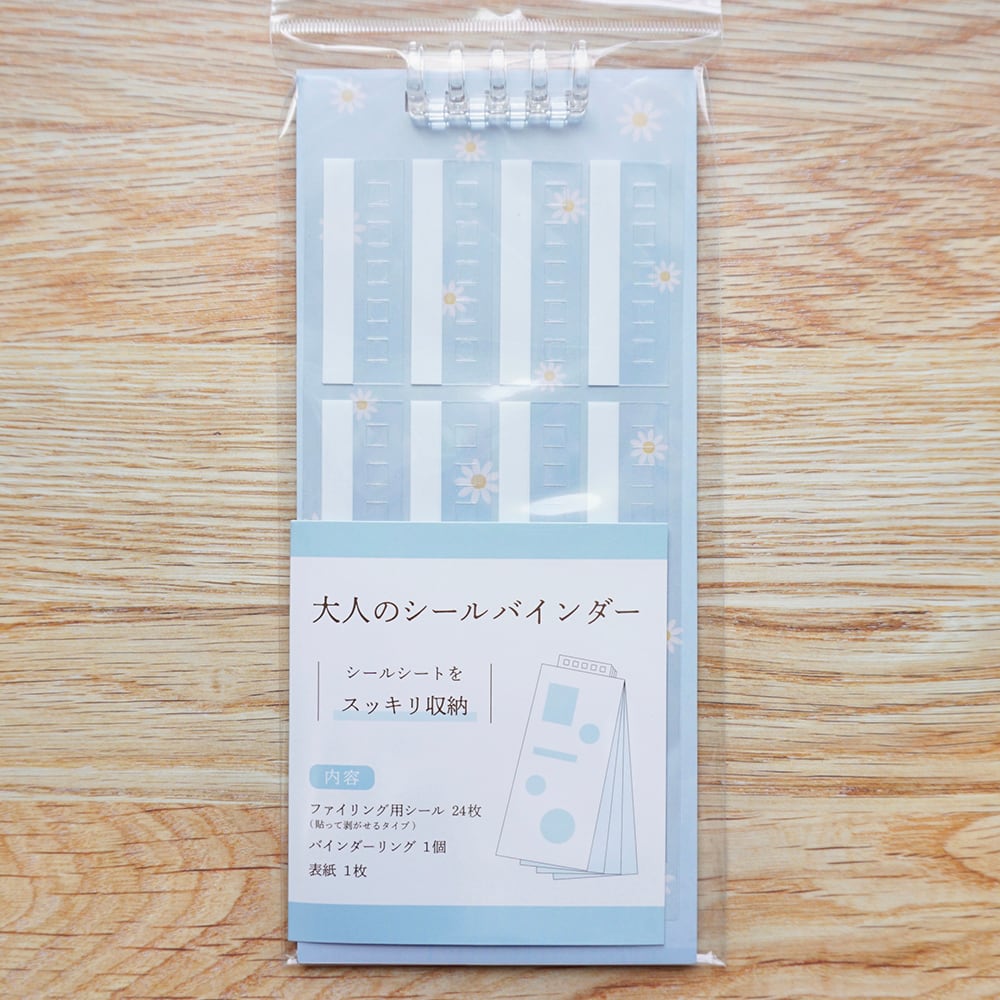 大人のシールバインダー
シールシートを
スッキリ収納
内容
ファイリング用シール 24枚
(貼って剥がせるタイプ)
バインダーリング 1個
表紙 1枚